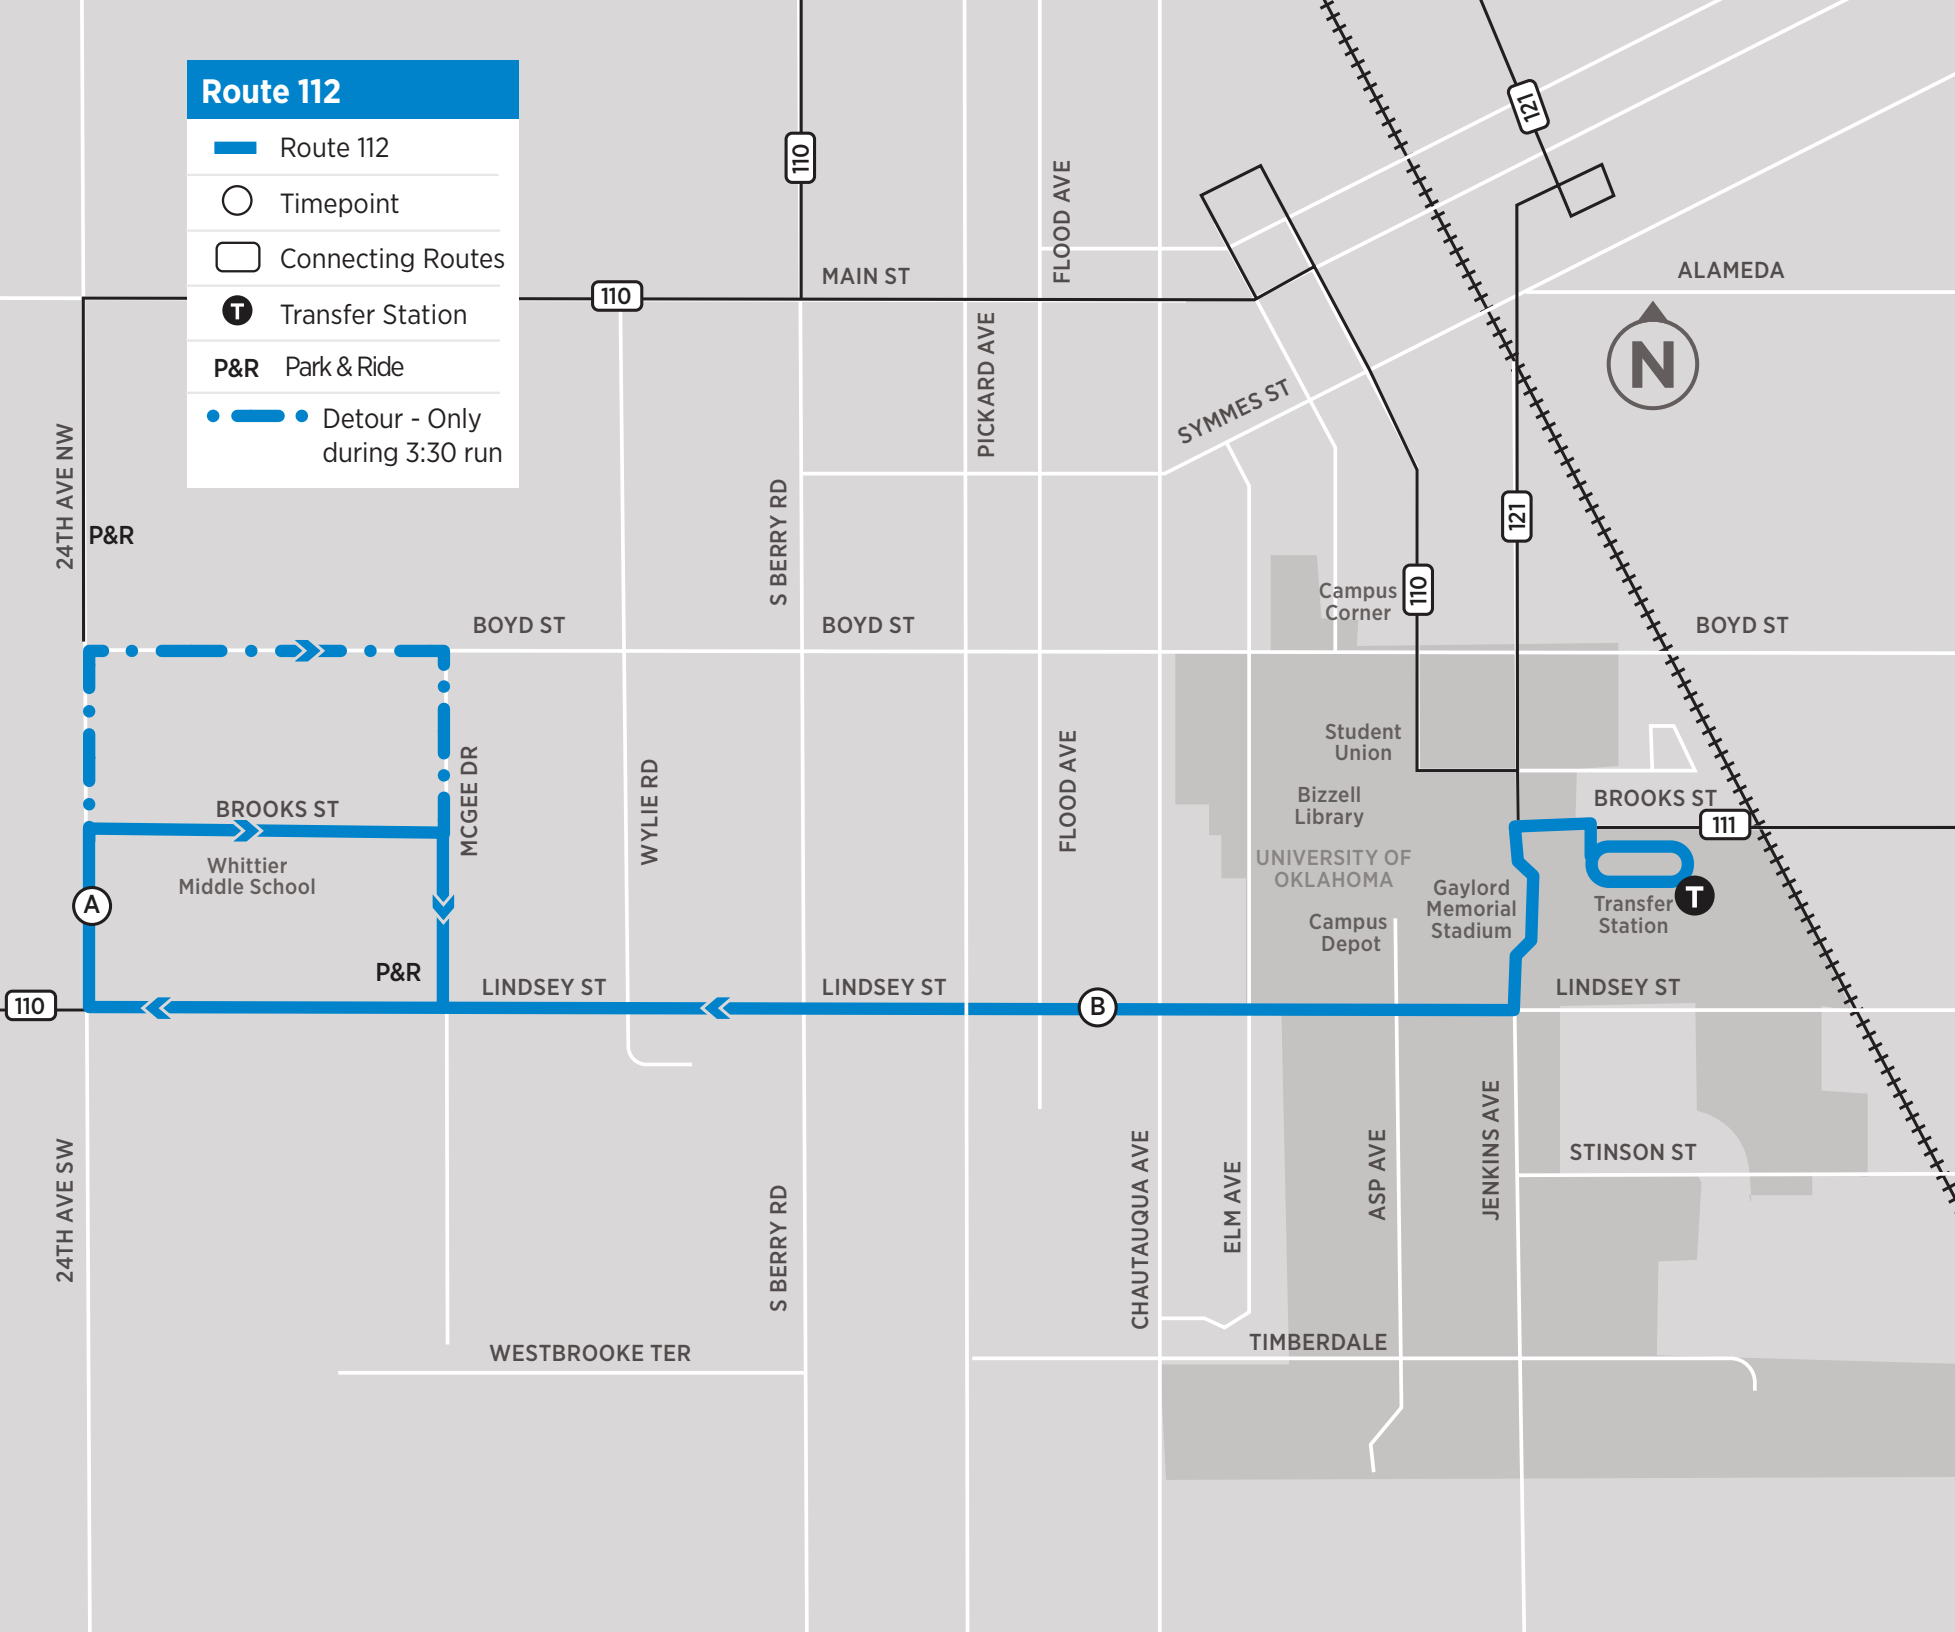 Route 112
Route 112
Timepoint
Connecting Routes
T
Transfer Station
P&R
Park & Ride
Detour - Only
during 3:30 run
121
110
FLOOD AVE
MAIN ST
ALAMEDA
110
N
PICKARD AVE
SYMMES ST
24TH AVE NW
P&R
S BERRY RD
121
110
Campus
Corner
BOYD ST
BOYD ST
BOYD ST
Student
Union
MCGEE DR
WYLIE RD
FLOOD AVE
Bizzell
Library
BROOKS ST
BROOKS ST
111
Whittier
Middle School
UNIVERSITY OF
OKLAHOMA
Gaylord
Memorial
Stadium
T
Transfer
Station
A
Campus
Depot
P&R
LINDSEY ST
LINDSEY ST
LINDSEY ST
110
B
24TH AVE SW
S BERRY RD
CHAUTAUQUA AVE
ELM AVE
ASP AVE
JENKINS AVE
STINSON ST
TIMBERDALE
WESTBROOKE TER